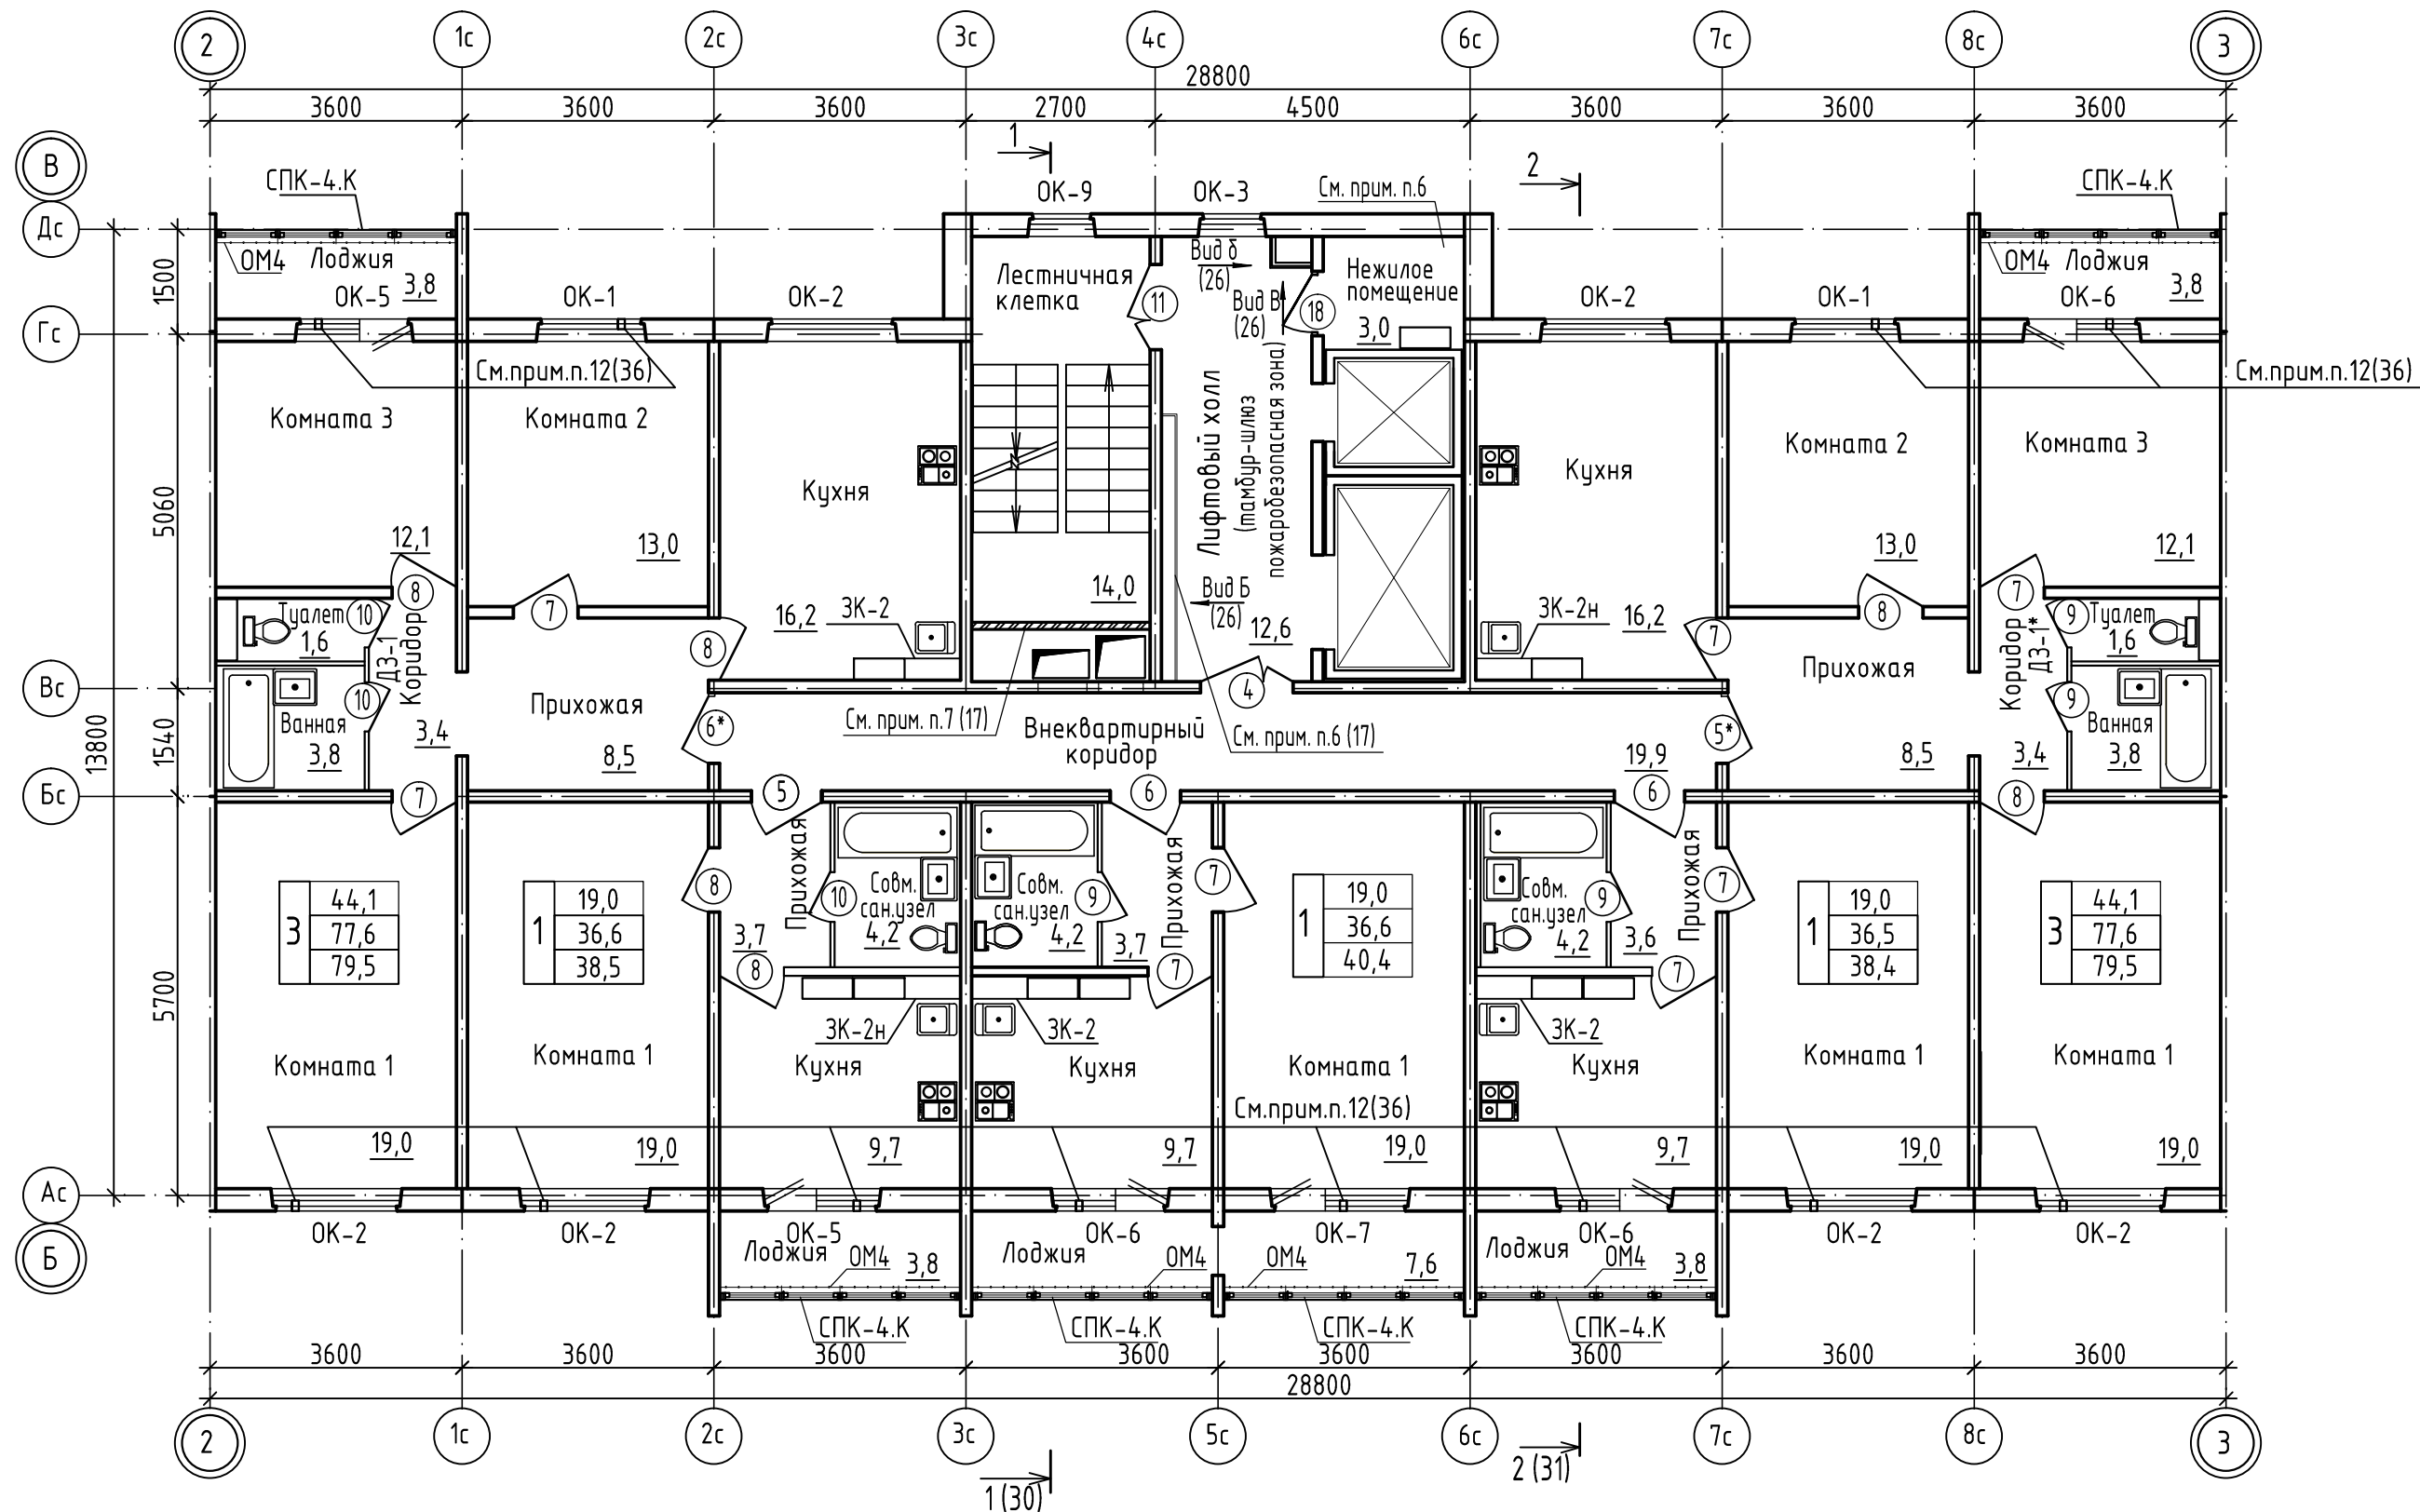 2
1с
2с
3с
4с
6с
7с
8с
3
28800
3600
3600
3600
2700
4500
3600
3600
3600
В
Дс
Гс
Вс
Бс
Ас
Б
1500
5060
1540
5700
13800
1
2
СПК-4.К
ОК-9
ОК-3
См. прим. п.6
СПК-4.К
ОМ4
Лоджия
3,8
ОК-5
ОК-1
ОК-2
Лестничная
клетка
11
Вид б
(26)
Вид В
(26)
18
Нежилое
помещение
3,0
ОК-2
ОК-1
ОК-6
ОМ4
Лоджия
3,8
См.прим.п.12(36)
См.прим.п.12(36)
Комната 3
12,1
Комната 2
13,0
Кухня
16,2
ЗК-2
14,0
Лифтовый холл
(тамбур-шлюз
пожаробезопасная зона)
Вид Б
(26)
12,6
Кухня
ЗК-2н
16,2
Комната 2
13,0
Комната 3
12,1
8
7
8
7
8
7
Туалет
1,6
10
ДЗ-1
Коридор
10
Ванная
3,8
3,4
Прихожая
8,5
6*
7
См. прим. п.7 (17)
Внеквартирный
коридор
4
См. прим. п.6 (17)
19,9
5*
Прихожая
8,5
Коридор
ДЗ-1*
9
Туалет
1,6
9
Ванная
3,8
3,4
8
5
6
6
3
44,1
77,6
79,5
1
19,0
36,6
38,5
8
Прихожая
10
3,7
8
Совм.
сан.узел
4,2
Совм.
сан.узел
4,2
9
Прихожая
3,7
7
7
1
19,0
36,6
40,4
Совм.
сан.узел
4,2
9
Прихожая
3,6
7
7
1
19,0
36,5
38,4
3
44,1
77,6
79,5
ЗК-2н
ЗК-2
ЗК-2
Комната 1
Комната 1
Кухня
Кухня
Комната 1
Кухня
Комната 1
Комната 1
См.прим.п.12(36)
19,0
19,0
9,7
9,7
19,0
9,7
19,0
19,0
ОК-2
ОК-2
ОК-5
ОК-6
ОК-7
ОК-6
ОК-2
ОК-2
Лоджия
ОМ4
3,8
Лоджия
ОМ4
ОМ4
7,6
Лоджия
ОМ4
3,8
СПК-4.К
СПК-4.К
СПК-4.К
СПК-4.К
3600
3600
3600
3600
3600
3600
3600
3600
28800
2
1с
2с
3с
5с
6с
7с
8с
3
1 (30)
2 (31)